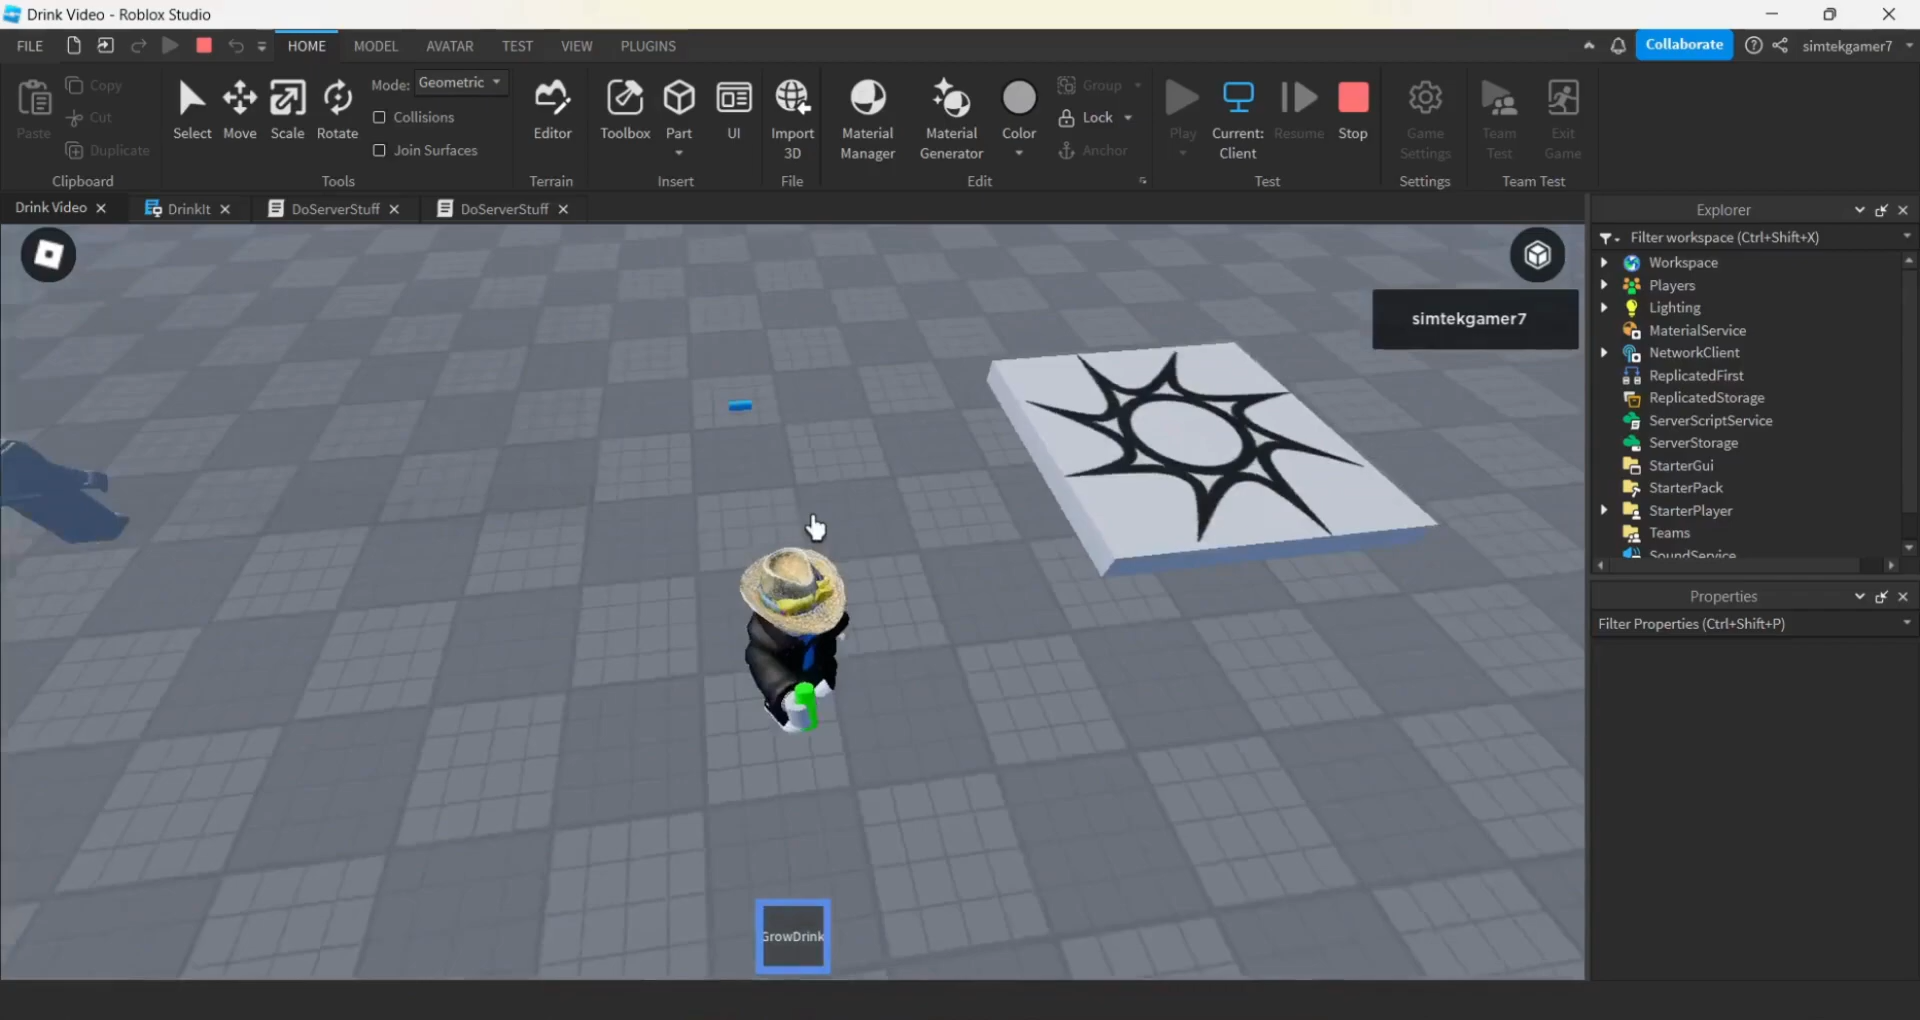 Drink Video - Roblox Studio
FILE HOME MODEL AVATAR TEST VIEW PLUGINS Collaborate simtekgamer7
Paste Copy Cut Duplicate
Clipboard
Select Move Scale Rotate
Mode: Geometric
Collisions
Join Surfaces
Tools
Editor
Terrain
Toolbox Part UI
Insert
Import 3D
File
Material Manager
Material Generator
Color
Group
Lock
Anchor
Edit
Play
Current: Client
Resume Stop
Test
Game Settings
Settings
Team Test
Exit Game
Team Test
Drink Video DrinkIt DoServerStuff DoServerStuff
simtekgamer7
GrowDrink
Explorer
Filter workspace (Ctrl+Shift+X)
Workspace
Players
Lighting
MaterialService
NetworkClient
ReplicatedFirst
ReplicatedStorage
ServerScriptService
ServerStorage
StarterGui
StarterPack
StarterPlayer
Teams
SoundService
Properties
Filter Properties (Ctrl+Shift+P)